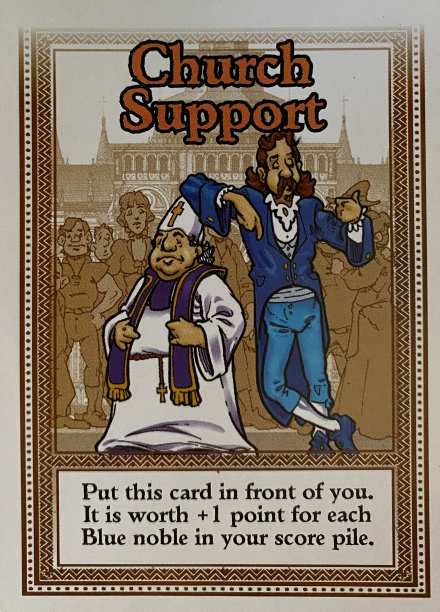 Church
Support
Put this card in front of you.
It is worth +1 point for each
Blue noble in your score pile.